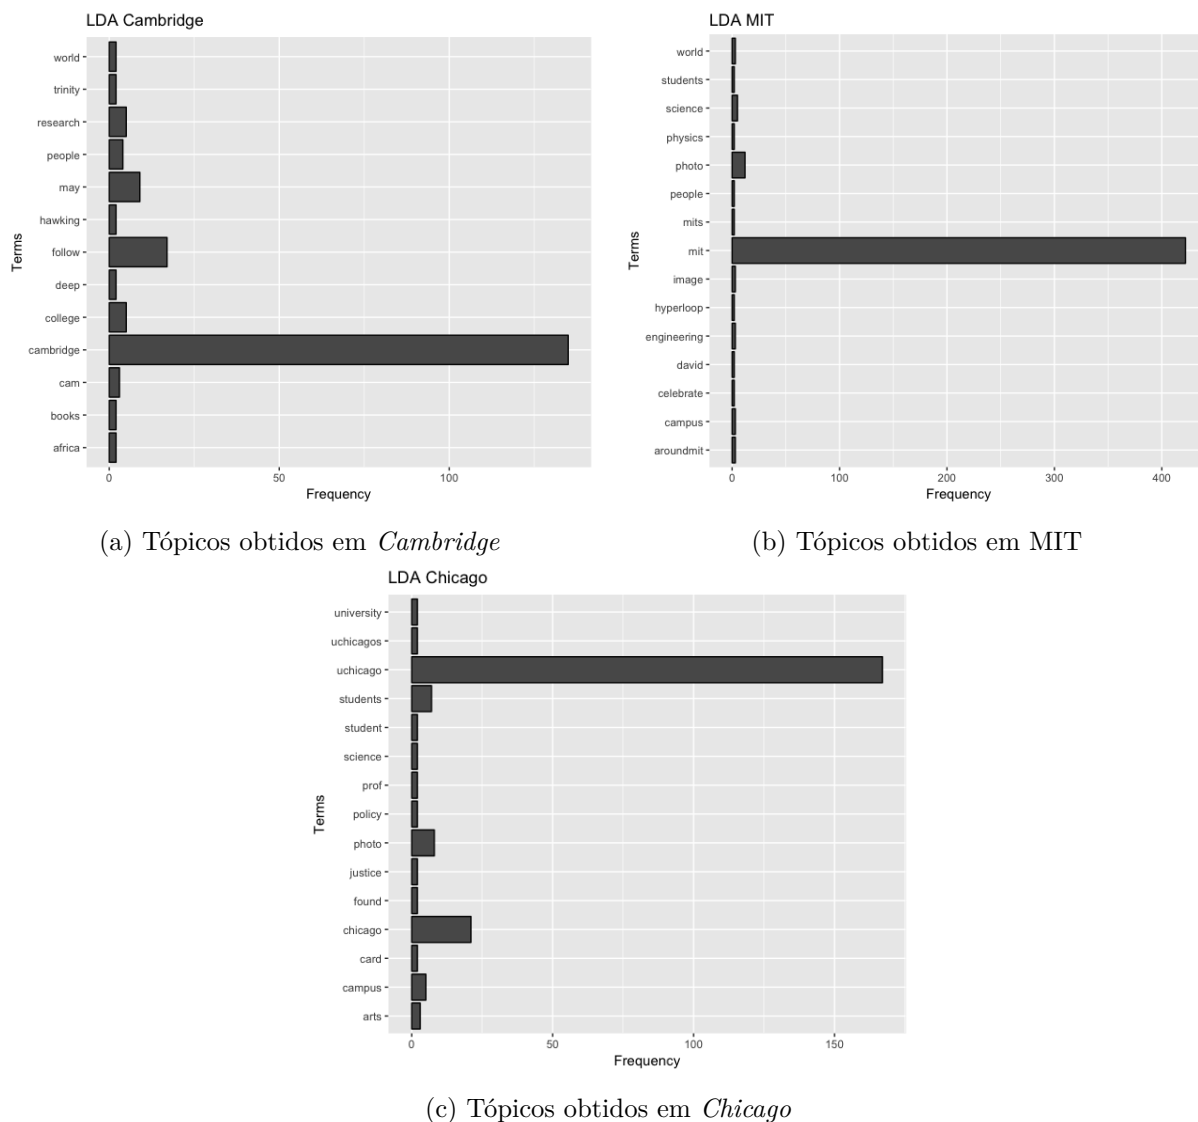 LDA Cambridge
world
trinity
research
people
may
hawking
follow
deep
college
cambridge
cam
books
africa
Terms
0 50 100
Frequency
(a) Tópicos obtidos em Cambridge
LDA MIT
world
students
science
physics
photo
people
mits
mit
image
hyperloop
engineering
david
celebrate
campus
aroundmit
Terms
0 100 200 300 400
Frequency
(b) Tópicos obtidos em MIT
LDA Chicago
university
uchicagos
uchicago
students
student
science
prof
policy
photo
justice
found
chicago
card
campus
arts
Terms
0 50 100 150
Frequency
(c) Tópicos obtidos em Chicago